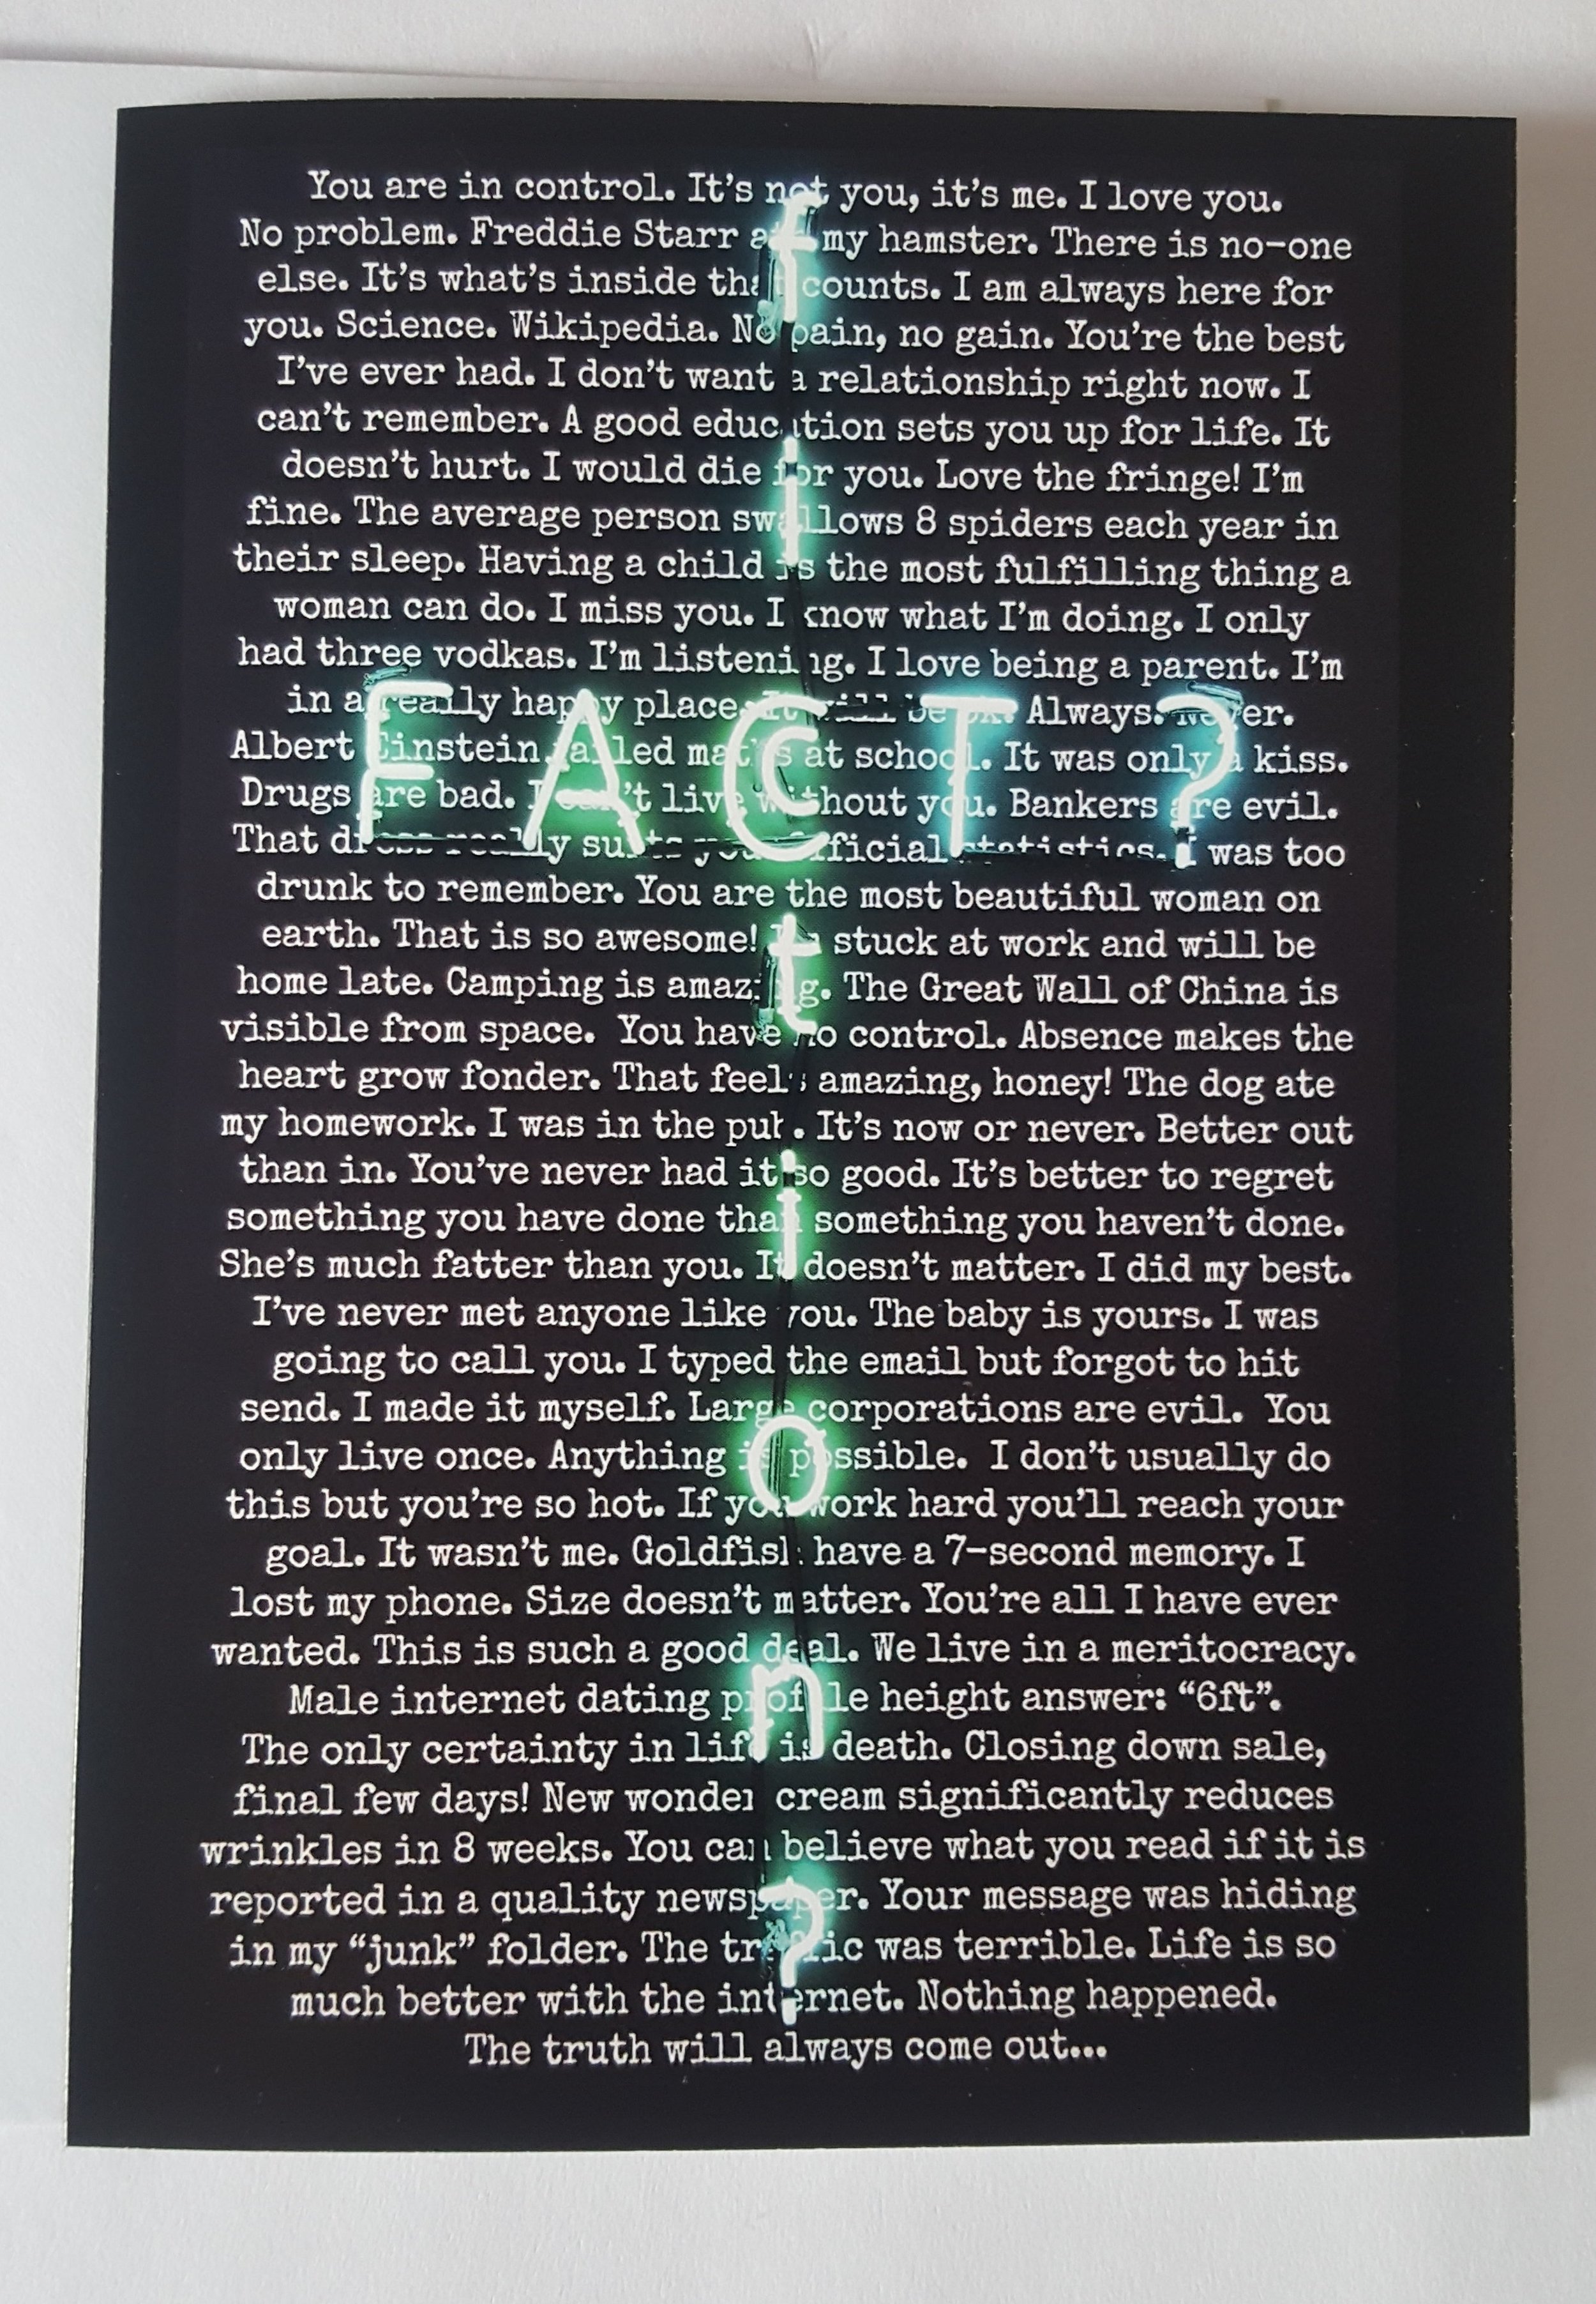 You are in control. It's not you, it's me. I love you.
No problem. Freddie Starr ate my hamster. There is no-one
else. It's what's inside that counts. I am always here for
you. Science. Wikipedia. No pain, no gain. You're the best
I've ever had. I don't want a relationship right now. I
can't remember. A good education sets you up for life. It
doesn't hurt. I would die for you. Love the fringe! I'm
fine. The average person swallows 8 spiders each year in
their sleep. Having a child is the most fulfilling thing a
woman can do. I miss you. I know what I'm doing. I only
had three vodkas. I'm listening. I love being a parent. I'm
in a really happy place. It will be ok. Always. Never.
Albert Einstein failed maths at school. It was only a kiss.
Drugs are bad. I can't live without you. Bankers are evil.
That dress really suits you. Official statistics. I was too
drunk to remember. You are the most beautiful woman on
earth. That is so awesome! I'm stuck at work and will be
home late. Camping is amazing. The Great Wall of China is
visible from space. You have no control. Absence makes the
heart grow fonder. That feels amazing, honey! The dog ate
my homework. I was in the pub. It's now or never. Better out
than in. You've never had it so good. It's better to regret
something you have done than something you haven't done.
She's much fatter than you. It doesn't matter. I did my best.
I've never met anyone like you. The baby is yours. I was
going to call you. I typed the email but forgot to hit
send. I made it myself. Large corporations are evil. You
only live once. Anything is possible. I don't usually do
this but you're so hot. If you work hard you'll reach your
goal. It wasn't me. Goldfish have a 7-second memory. I
lost my phone. Size doesn't matter. You're all I have ever
wanted. This is such a good deal. We live in a meritocracy.
Male internet dating profile height answer: “6ft”.
The only certainty in life is death. Closing down sale,
final few days! New wonder cream significantly reduces
wrinkles in 8 weeks. You can believe what you read if it is
reported in a quality newspaper. Your message was hiding
in my “junk” folder. The traffic was terrible. Life is so
much better with the internet. Nothing happened.
The truth will always come out...
FACT?
fiction?